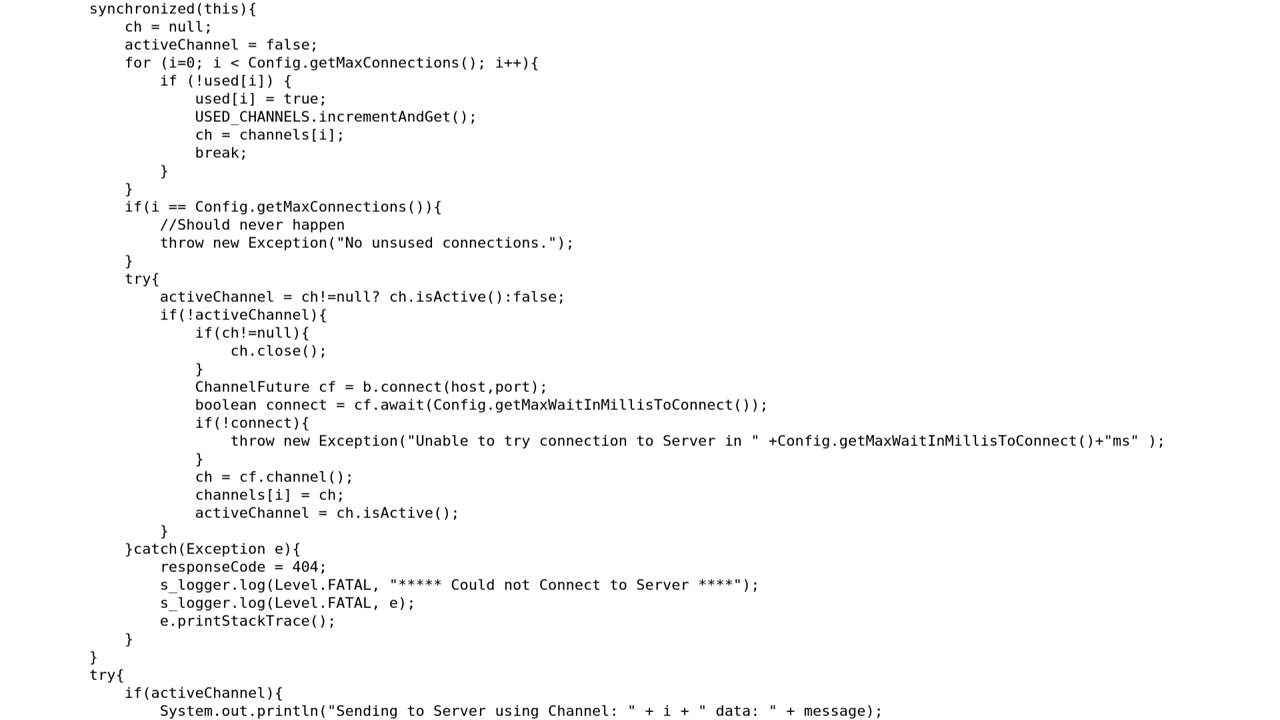 synchronized(this){
ch = null;
activeChannel = false;
for (i=0; i < Config.getMaxConnections(); i++){
if (!used[i]) {
used[i] = true;
USED_CHANNELS.incrementAndGet();
ch = channels[i];
break;
}
}
if(i == Config.getMaxConnections()){
//Should never happen
throw new Exception("No unsused connections.");
}
try{
activeChannel = ch!=null? ch.isActive():false;
if(!activeChannel){
if(ch!=null){
ch.close();
}
ChannelFuture cf = b.connect(host,port);
boolean connect = cf.await(Config.getMaxWaitInMillisToConnect());
if(!connect){
throw new Exception("Unable to try connection to Server in " +Config.getMaxWaitInMillisToConnect()+"ms" );
}
ch = cf.channel();
channels[i] = ch;
activeChannel = ch.isActive();
}
}catch(Exception e){
responseCode = 404;
s_logger.log(Level.FATAL, "***** Could not Connect to Server ****");
s_logger.log(Level.FATAL, e);
e.printStackTrace();
}
}
try{
if(activeChannel){
System.out.println("Sending to Server using Channel: " + i + " data: " + message);